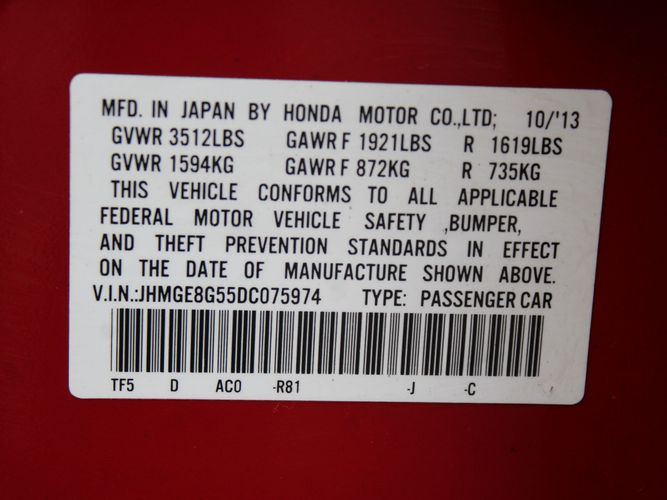 MFD. IN JAPAN BY HONDA MOTOR CO.,LTD; 10/'13
GVWR 3512LBS GAWR F 1921LBS R 1619LBS
GVWR 1594KG GAWR F 872KG R 735KG
THIS VEHICLE CONFORMS TO ALL APPLICABLE
FEDERAL MOTOR VEHICLE SAFETY ,BUMPER,
AND THEFT PREVENTION STANDARDS IN EFFECT
ON THE DATE OF MANUFACTURE SHOWN ABOVE.
V.I.N.:JHMGE8G55DC075974 TYPE: PASSENGER CAR
TF5 D AC0 -R81 -J -C